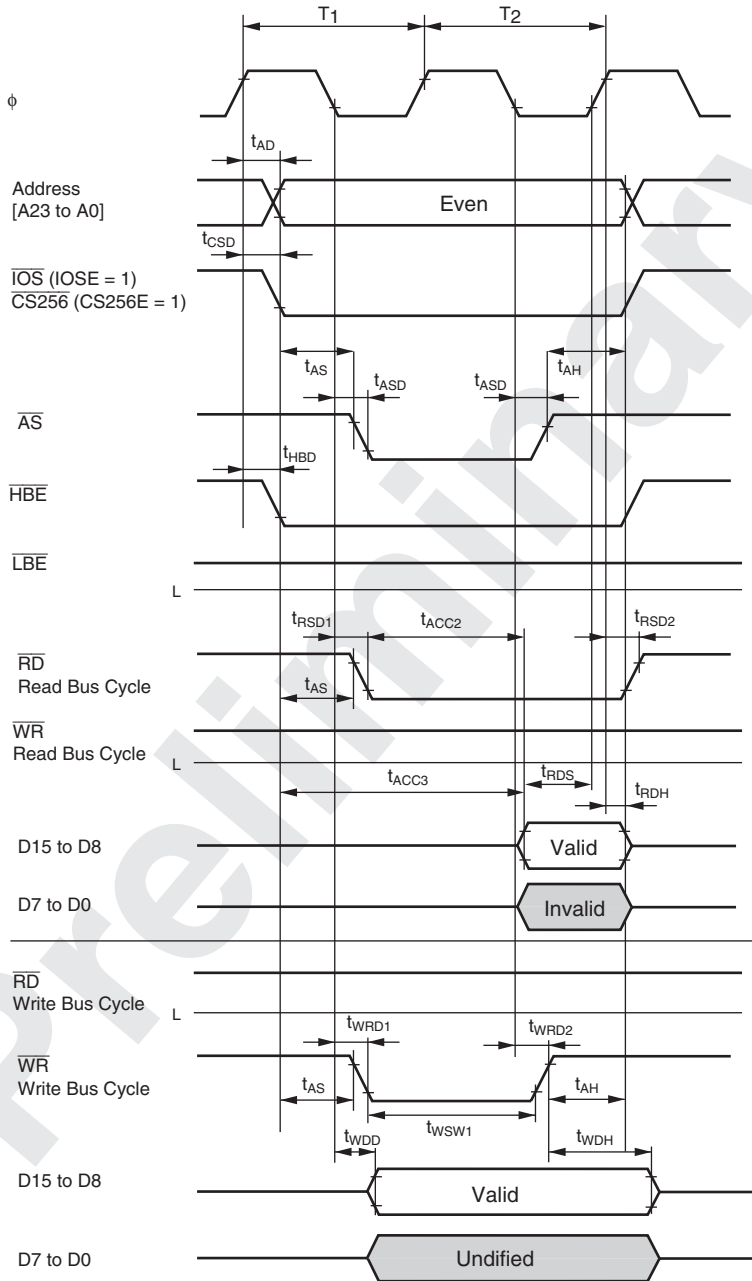 T1 T2
ϕ
tAD
Address
[A23 to A0]
Even
tCSD
IOS (IOSE = 1)
CS256 (CS256E = 1)
tAS tASD tASD tAH
AS
tHBD
HBE
LBE
L
tRSD1 tACC2 tRSD2
RD
Read Bus Cycle
tAS
WR
Read Bus Cycle
L
tACC3 tRDS tRDH
D15 to D8
Valid
D7 to D0
Invalid
RD
Write Bus Cycle
L
tWRD1 tWRD2
WR
Write Bus Cycle
tAS tWSW1 tAH
tWDD tWDH
D15 to D8
Valid
D7 to D0
Undified
Preliminary